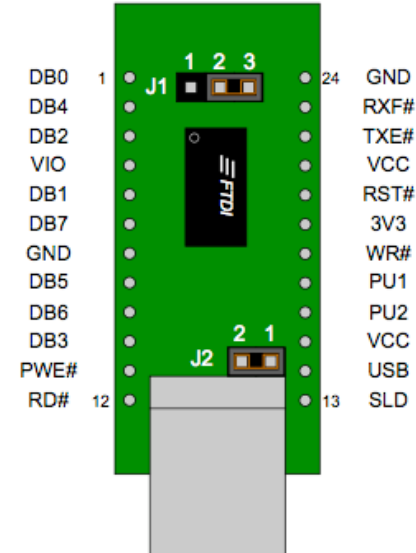 1 2 3
J1
DB0 1 24 GND
DB4 RXF#
DB2 TXE#
VIO VCC
DB1 RST#
DB7 3V3
GND WR#
DB5 PU1
DB6 PU2
DB3 VCC
PWE# USB
RD# 12 13 SLD
FTDI
2 1
J2